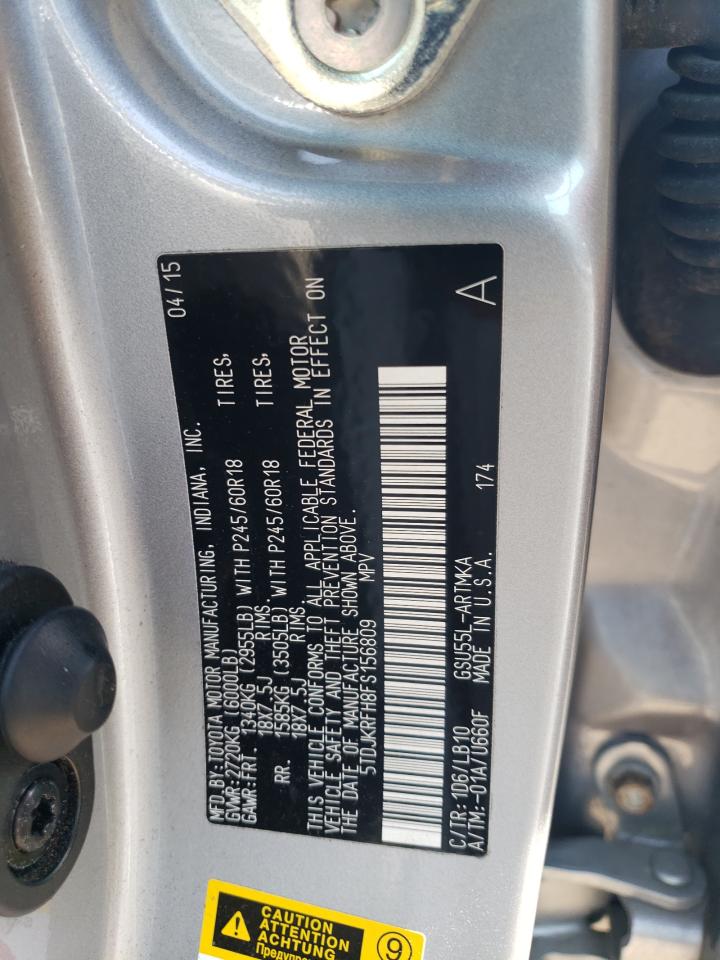 MFD.BY:TOYOTA MOTOR MANUFACTURING, INDIANA, INC. 04/15
GVWR:2720KG (6000LB)
GAWR:FRT. 1340KG (2955LB) WITH P245/60R18 TIRES,
18X7.5J RIMS
RR. 1585KG (3505LB) WITH P245/60R18 TIRES,
18X7.5J RIMS
THIS VEHICLE CONFORMS TO ALL APPLICABLE FEDERAL MOTOR
VEHICLE SAFETY AND THEFT PREVENTION STANDARDS IN EFFECT ON
THE DATE OF MANUFACTURE SHOWN ABOVE.
5TDJKRFH8FS156809 MPV
C/TR:1D6/LB10 GSU55L-ARTMKA
A/TM:-01A/U660F MADE IN U.S.A. 174 A
CAUTION
ATTENTION
ACHTUNG
9